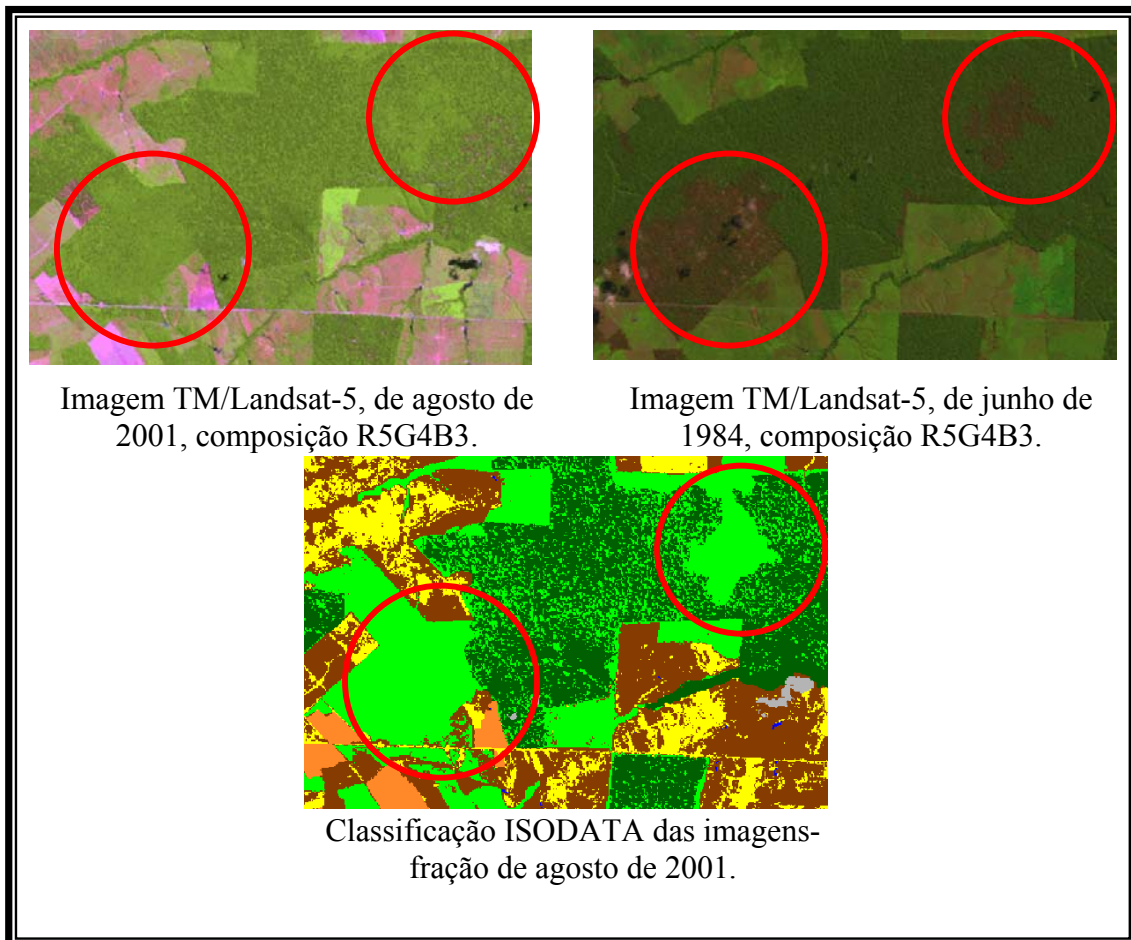 Imagem TM/Landsat-5, de agosto de
2001, composição R5G4B3.
Imagem TM/Landsat-5, de junho de
1984, composição R5G4B3.
Classificação ISODATA das imagens-
fração de agosto de 2001.